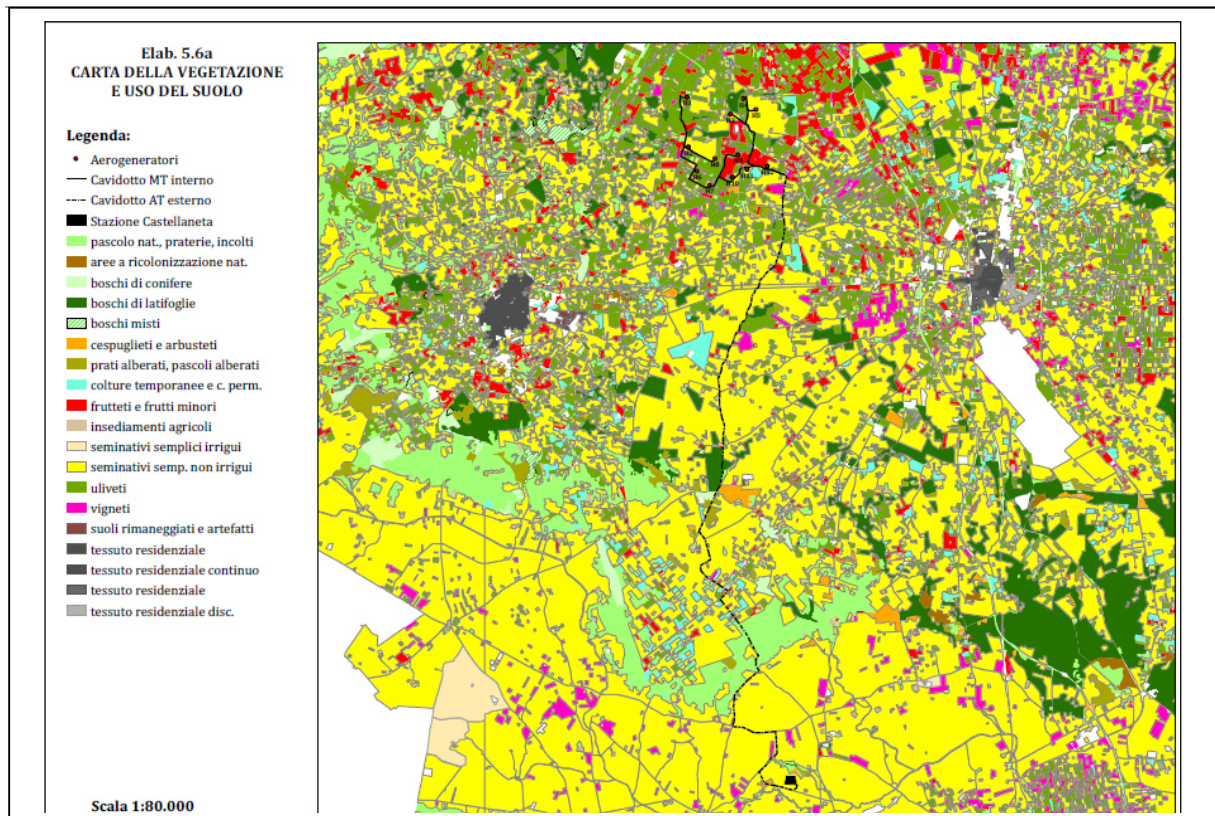 Elab. 5.6a
CARTA DELLA VEGETAZIONE
E USO DEL SUOLO
Legenda:
Aerogeneratori
Cavidotto MT interno
Cavidotto AT esterno
Stazione Castellaneta
pascolo nat., praterie, incolti
aree a ricolonizzazione nat.
boschi di conifere
boschi di latifoglie
boschi misti
cespuglieti e arbusteti
prati alberati, pascoli alberati
colture temporanee e c. perm.
frutteti e frutti minori
insediamenti agricoli
seminativi semplici irrigui
seminativi semp. non irrigui
uliveti
vigneti
suoli rimaneggiati e artefatti
tessuto residenziale
tessuto residenziale continuo
tessuto residenziale
tessuto residenziale disc.
Scala 1:80.000